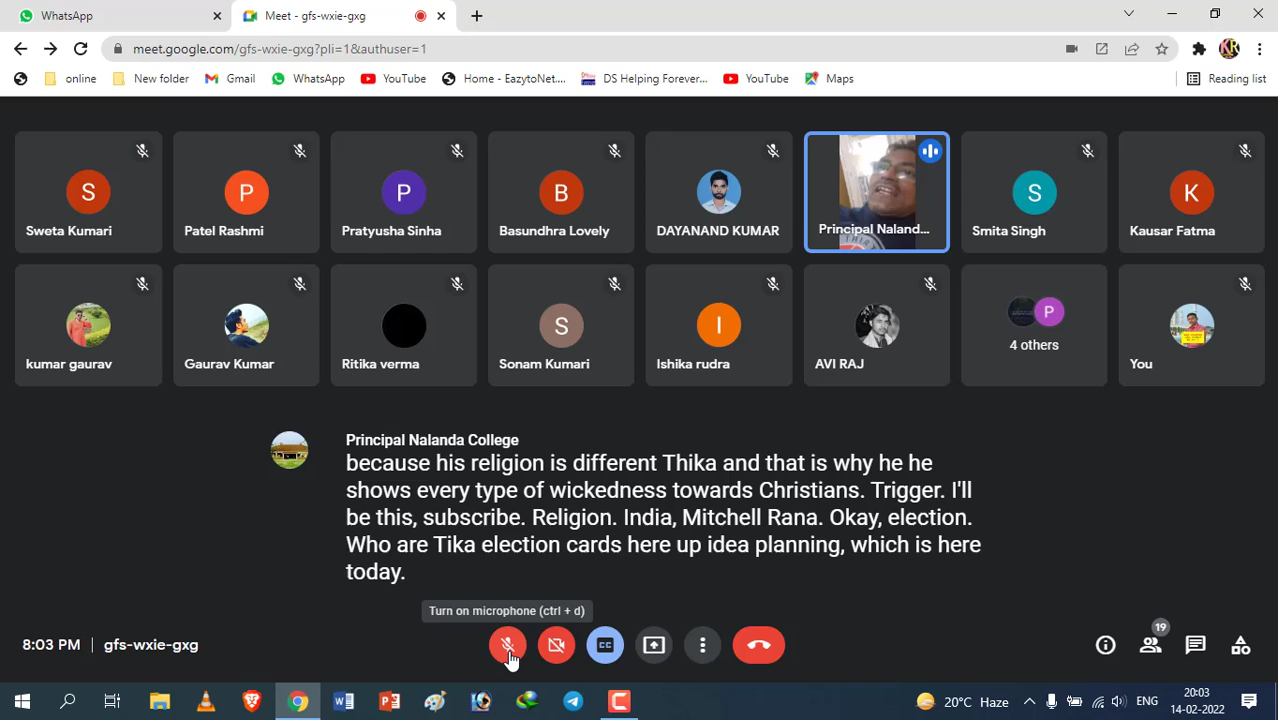 WhatsApp
Meet - gfs-wxie-gxg
meet.google.com/gfs-wxie-gxg?pli=1&authuser=1
online
New folder
Gmail
WhatsApp
YouTube
Home - EazytoNet...
DS Helping Forever...
YouTube
Maps
Reading list
S
Sweta Kumari
P
Patel Rashmi
P
Pratyusha Sinha
B
Basundhra Lovely
DAYANAND KUMAR
Principal Naland...
S
Smita Singh
K
Kausar Fatma
kumar gaurav
Gaurav Kumar
Ritika verma
S
Sonam Kumari
I
Ishika rudra
AVI RAJ
P
4 others
You
Principal Nalanda College
because his religion is different Thika and that is why he he
shows every type of wickedness towards Christians. Trigger. I'll
be this, subscribe. Religion. India, Mitchell Rana. Okay, election.
Who are Tika election cards here up idea planning, which is here
today.
Turn on microphone (ctrl + d)
8:03 PM | gfs-wxie-gxg
CC
19
20°C Haze
ENG
20:03
14-02-2022